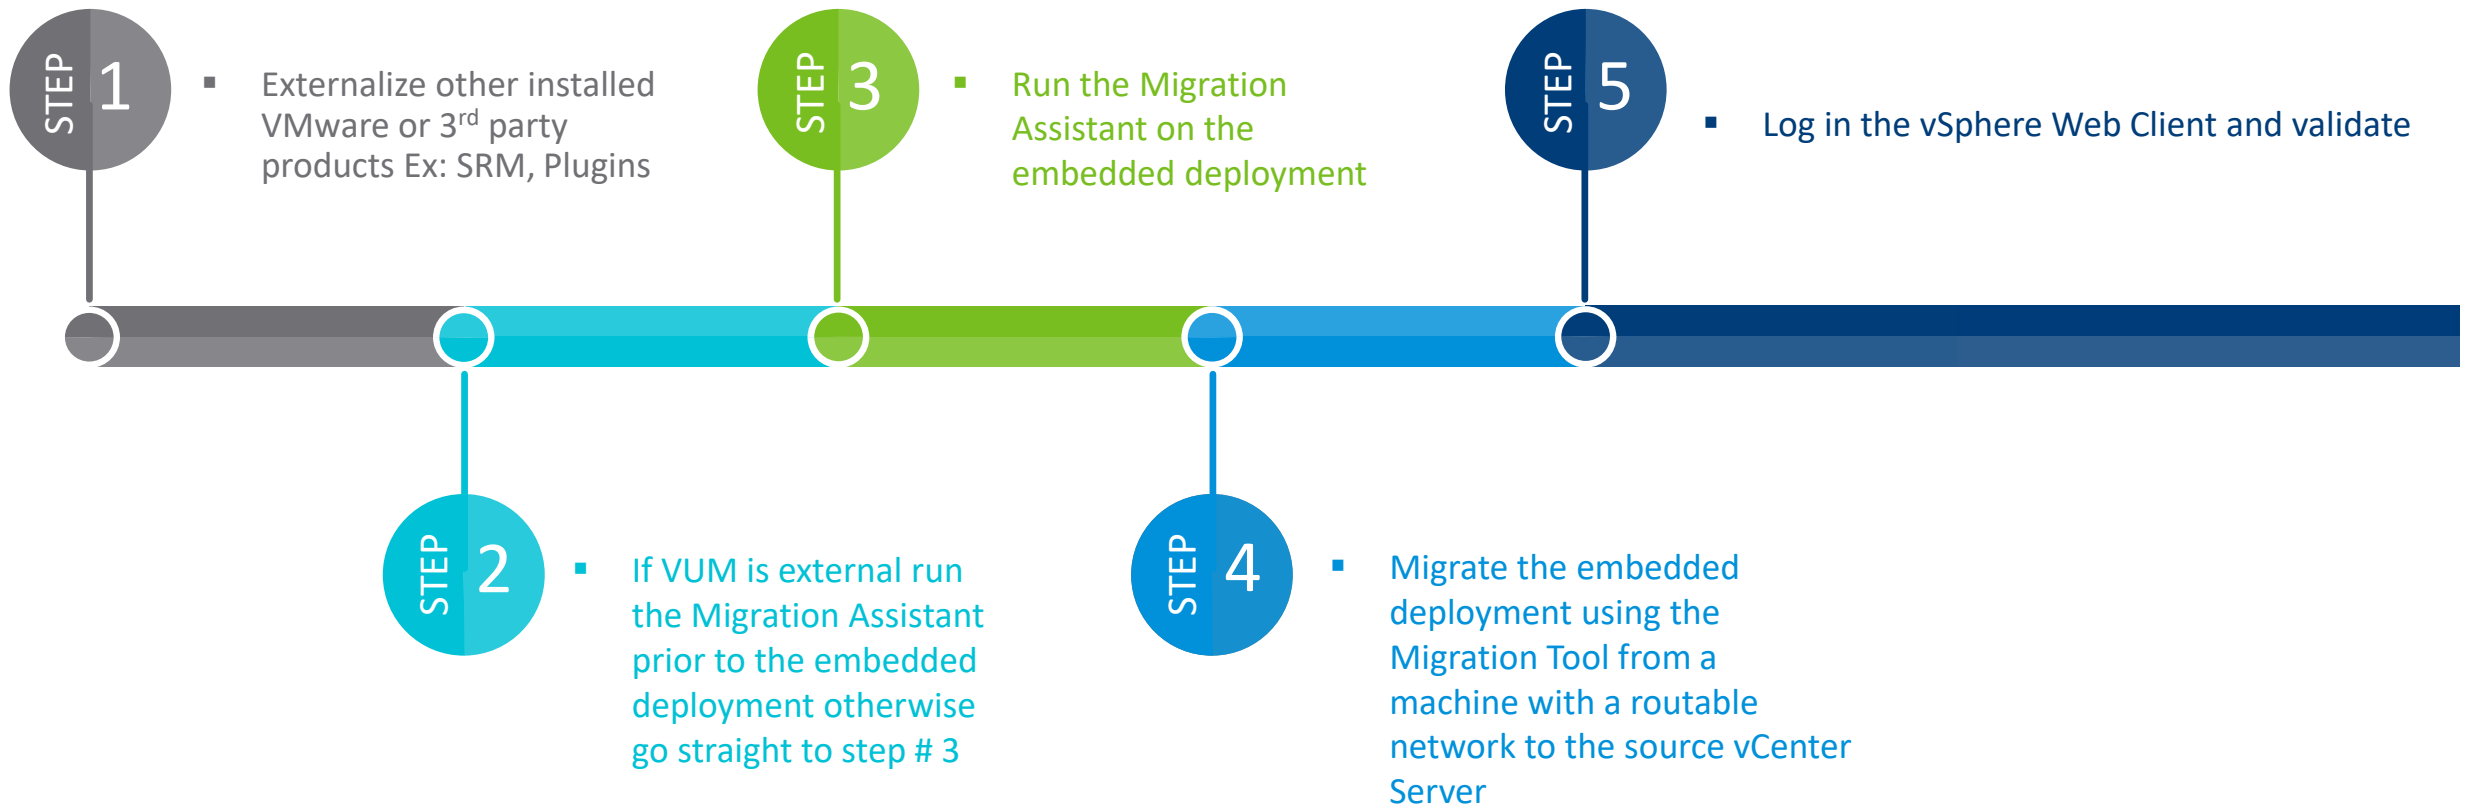 STEP 1
Externalize other installed
VMware or 3rd party
products Ex: SRM, Plugins
STEP 2
If VUM is external run
the Migration Assistant
prior to the embedded
deployment otherwise
go straight to step # 3
STEP 3
Run the Migration
Assistant on the
embedded deployment
STEP 4
Migrate the embedded
deployment using the
Migration Tool from a
machine with a routable
network to the source vCenter
Server
STEP 5
Log in the vSphere Web Client and validate